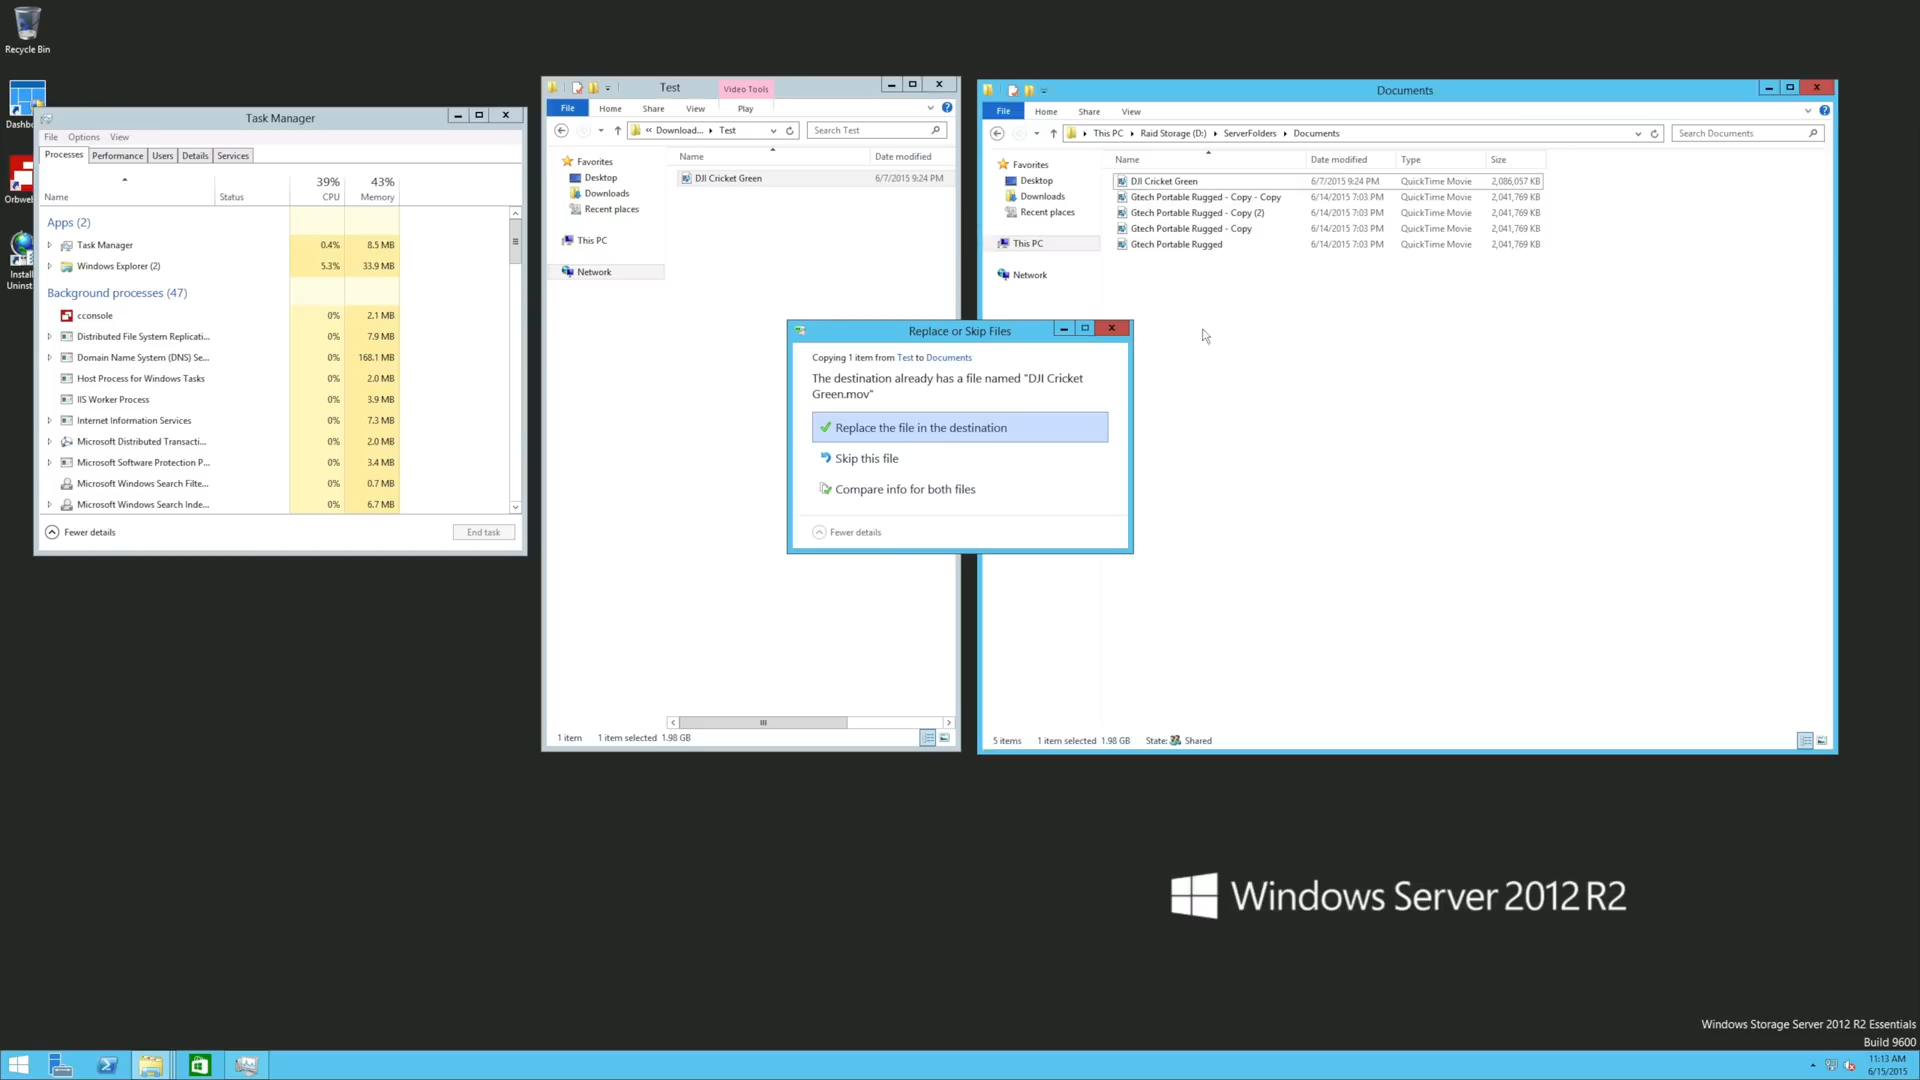 Recycle Bin
Task Manager
File Options View
Processes Performance Users Details Services
39% 43%
Name Status CPU Memory
Apps (2)
Task Manager 0.4% 8.5 MB
Windows Explorer (2) 5.3% 33.9 MB
Background processes (47)
cconsole 0% 2.1 MB
Distributed File System Replicati... 0% 7.9 MB
Domain Name System (DNS) Se... 0% 168.1 MB
Host Process for Windows Tasks 0% 2.0 MB
IIS Worker Process 0% 3.9 MB
Internet Information Services 0% 7.3 MB
Microsoft Distributed Transacti... 0% 2.0 MB
Microsoft Software Protection P... 0% 3.4 MB
Microsoft Windows Search Filte... 0% 0.7 MB
Microsoft Windows Search Inde... 0% 6.7 MB
Fewer details End task
Dashbo
Orbweb
Install
Uninst
Test Video Tools
File Home Share View Play
« Download... Test Search Test
Name Date modified
DJI Cricket Green 6/7/2015 9:24 PM
Favorites
Desktop
Downloads
Recent places
This PC
Network
1 item 1 item selected 1.98 GB
Documents
File Home Share View
This PC Raid Storage (D:) ServerFolders Documents Search Documents
Name Date modified Type Size
DJI Cricket Green 6/7/2015 9:24 PM QuickTime Movie 2,086,057 KB
Gtech Portable Rugged - Copy - Copy 6/14/2015 7:03 PM QuickTime Movie 2,041,769 KB
Gtech Portable Rugged - Copy (2) 6/14/2015 7:03 PM QuickTime Movie 2,041,769 KB
Gtech Portable Rugged - Copy 6/14/2015 7:03 PM QuickTime Movie 2,041,769 KB
Gtech Portable Rugged 6/14/2015 7:03 PM QuickTime Movie 2,041,769 KB
Favorites
Desktop
Downloads
Recent places
This PC
Network
5 items 1 item selected 1.98 GB State: Shared
Replace or Skip Files
Copying 1 item from Test to Documents
The destination already has a file named "DJI Cricket
Green.mov"
Replace the file in the destination
Skip this file
Compare info for both files
Fewer details
Windows Server 2012 R2
Windows Storage Server 2012 R2 Essentials
Build 9600
11:13 AM
6/15/2015